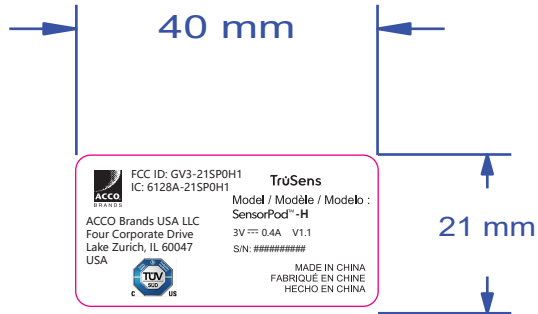 40 mm
21 mm
ACCO
BRANDS
FCC ID: GV3-21SP0H1
IC: 6128A-21SP0H1
ACCO Brands USA LLC
Four Corporate Drive
Lake Zurich, IL 60047
USA
TÜV
SÜD
C US
TruSens
Model / Modèle / Modelo :
SensorPod™-H
3V ⎓ 0.4A V1.1
S/N: ##########
MADE IN CHINA
FABRIQUÉ EN CHINE
HECHO EN CHINA